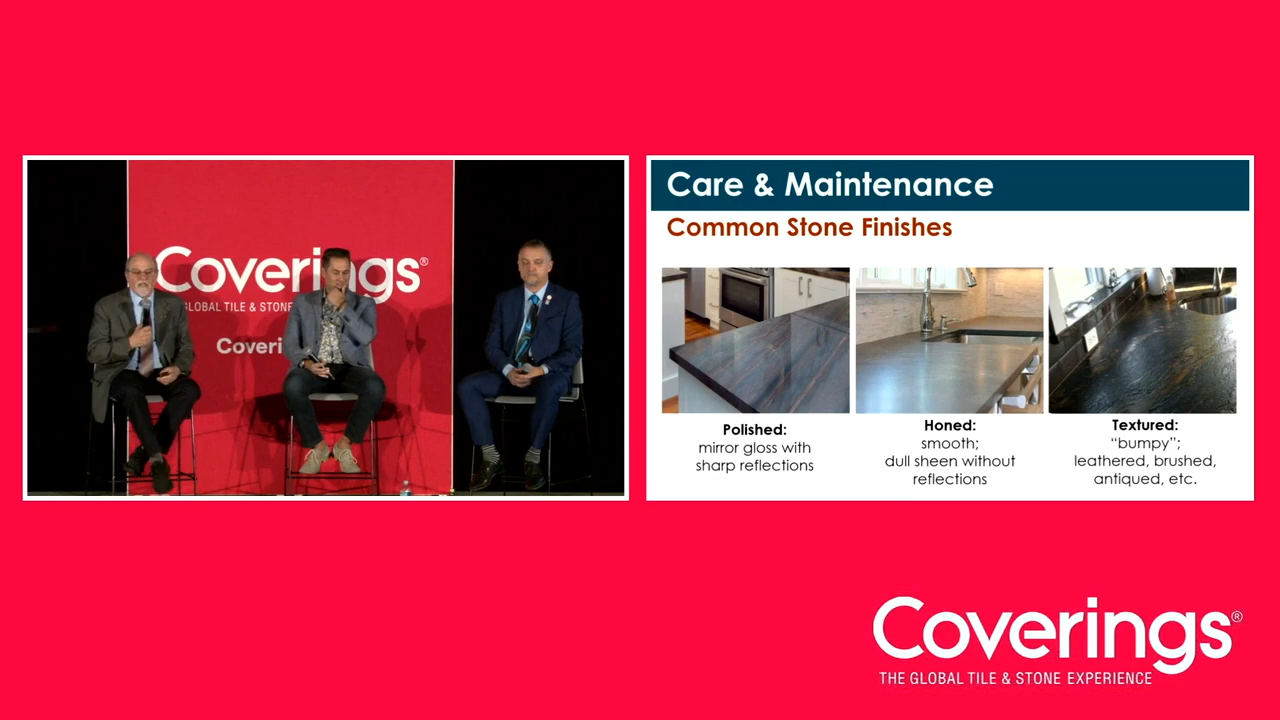 Coverings®
GLOBAL TILE & STONE
Coveri
Care & Maintenance
Common Stone Finishes
Polished:
mirror gloss with
sharp reflections
Honed:
smooth;
dull sheen without
reflections
Textured:
“bumpy”;
leathered, brushed,
antiqued, etc.
Coverings®
THE GLOBAL TILE & STONE EXPERIENCE